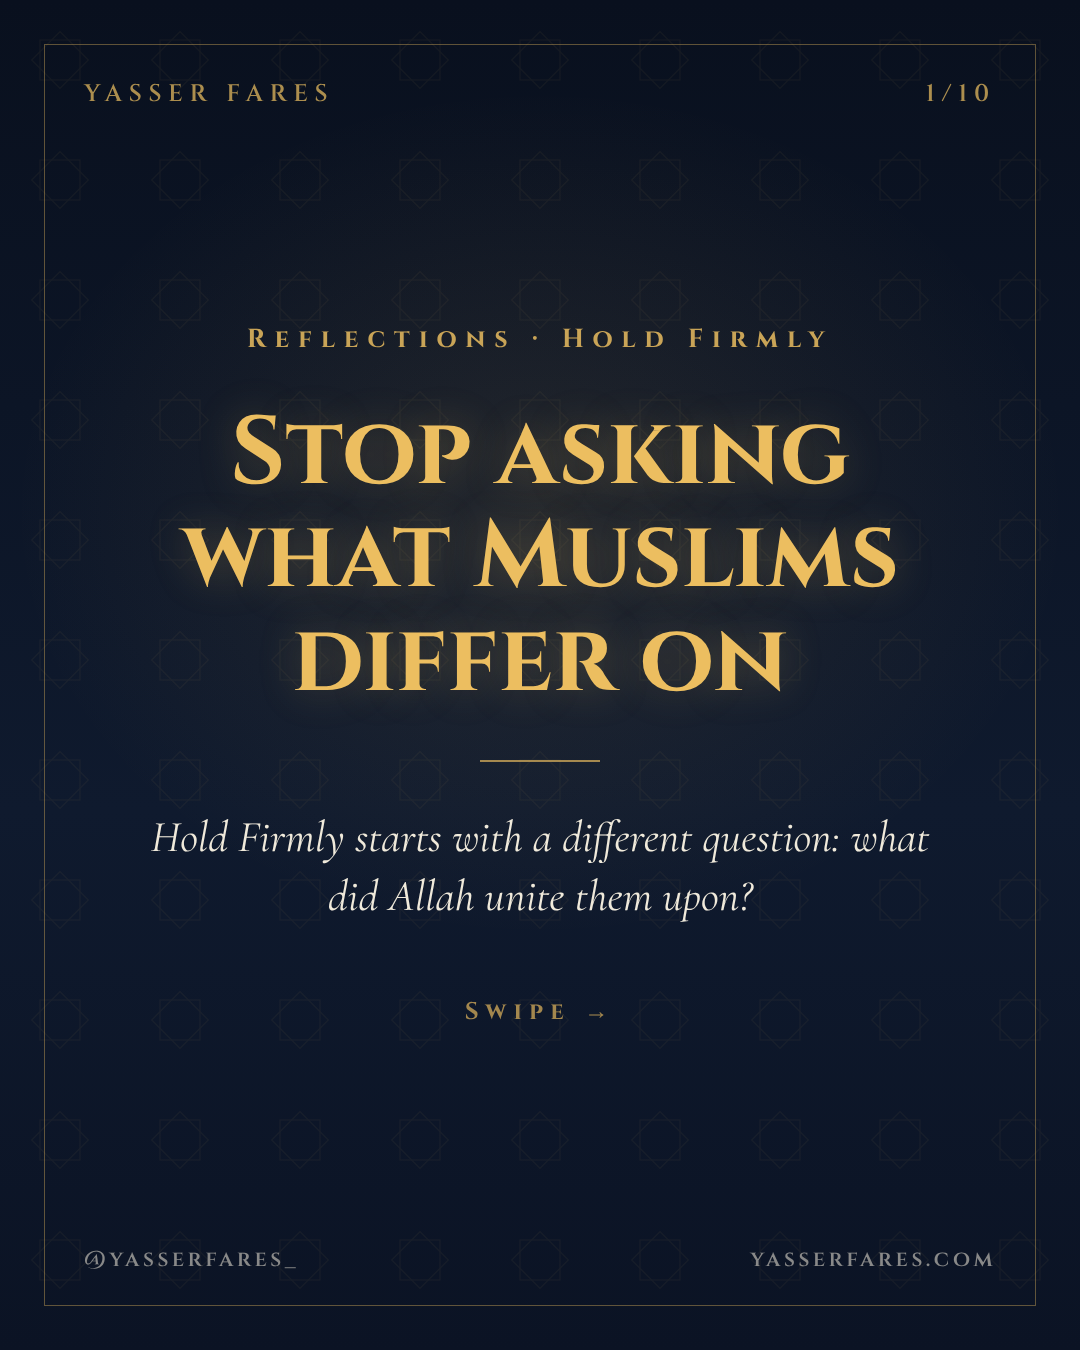 YASSER FARES
1/10
Reflections · Hold Firmly
Stop asking
what Muslims
differ on
Hold Firmly starts with a different question: what
did Allah unite them upon?
Swipe →
@YASSERFARES_
YASSERFARES.COM